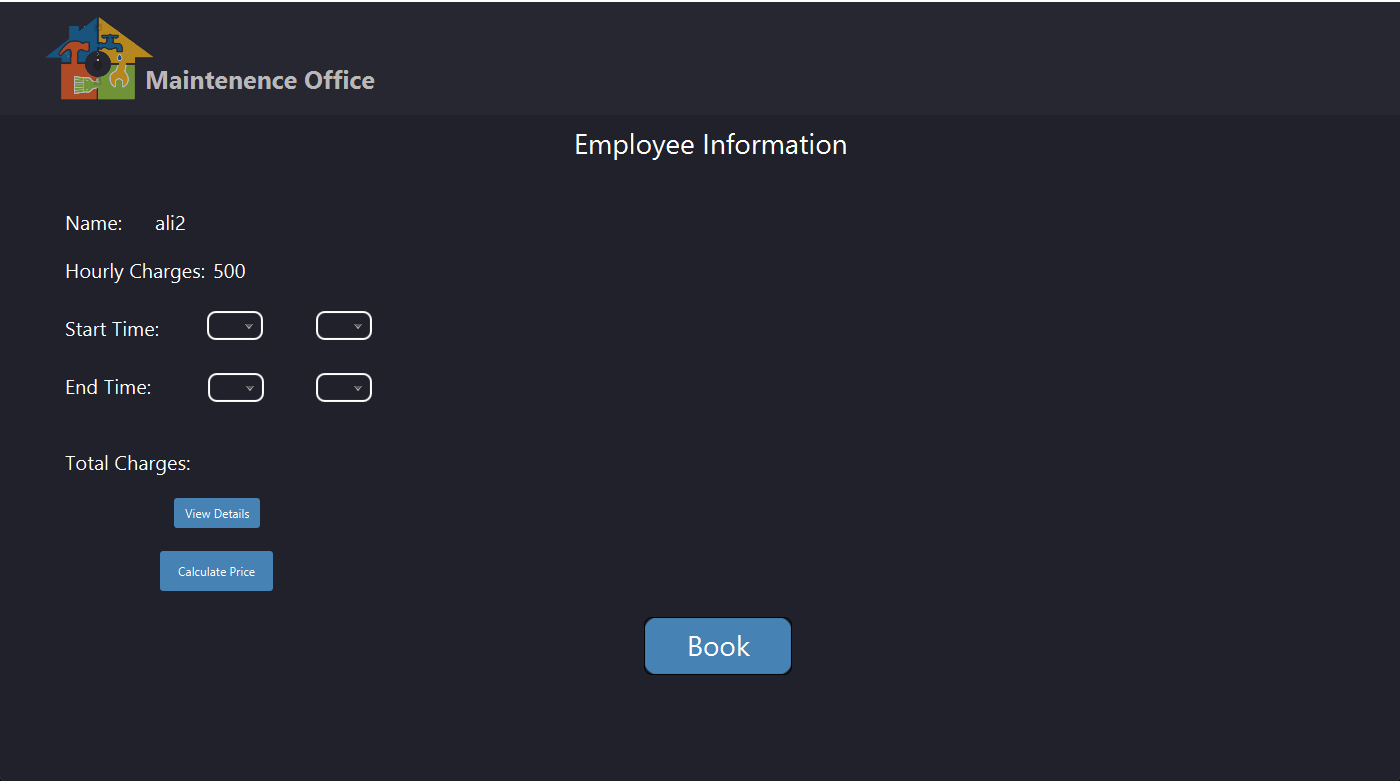 Maintenence Office
Employee Information
Name: ali2
Hourly Charges: 500
Start Time:
End Time:
Total Charges:
View Details
Calculate Price
Book